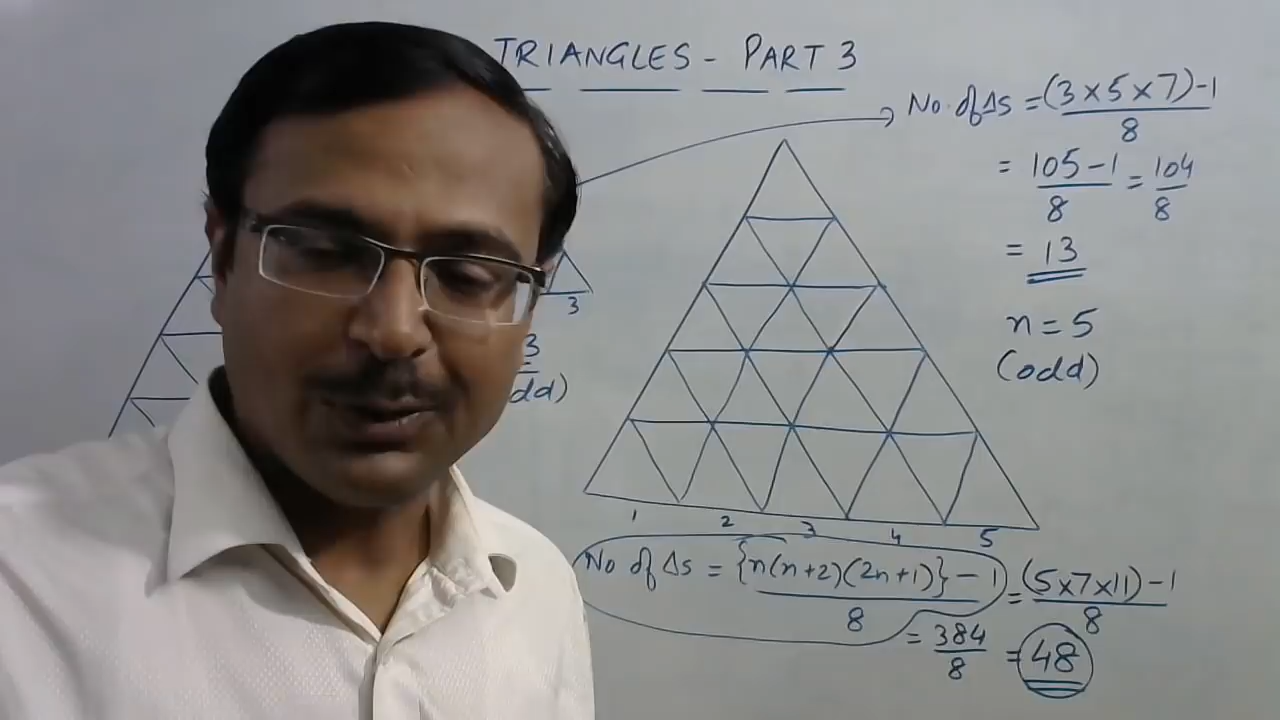 TRIANGLES - PART 3
No. of Δs = (3×5×7)-1
8
= 105-1 = 104
8 8
= 13
n = 5
(odd)
3
3
dd)
1 2 3 4 5
No of Δs = {n(n+2)(2n+1)} - 1 = (5×7×11)-1
8 8
= 384 = 48
8